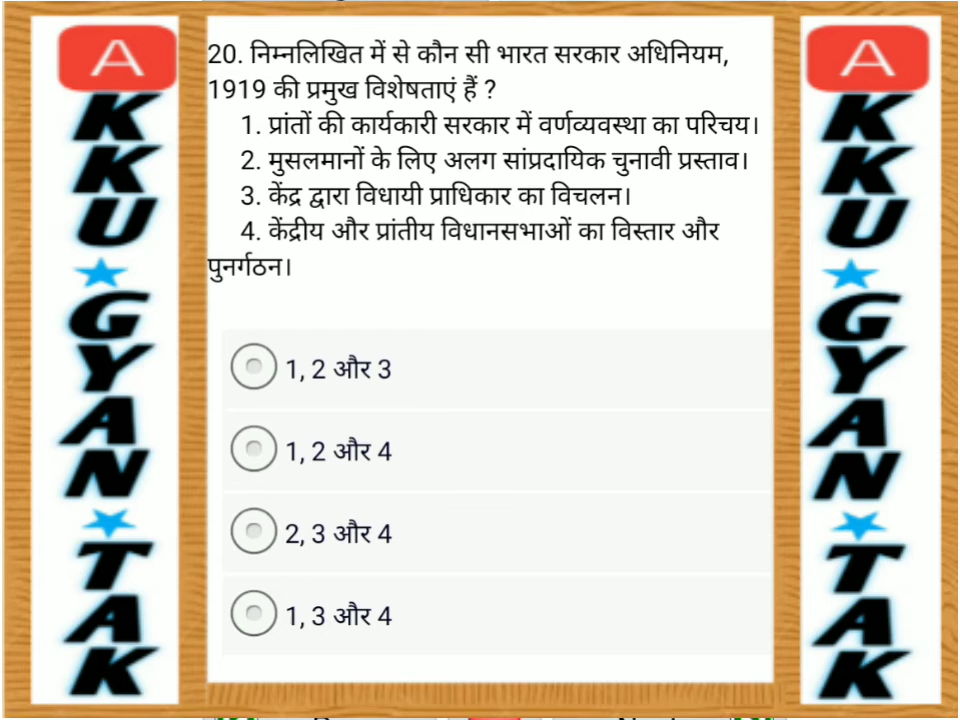 A
KKU★GYAN★TAK
20. निम्नलिखित में से कौन सी भारत सरकार अधिनियम,
1919 की प्रमुख विशेषताएं हैं ?
1. प्रांतों की कार्यकारी सरकार में वर्णव्यवस्था का परिचय।
2. मुसलमानों के लिए अलग सांप्रदायिक चुनावी प्रस्ताव।
3. केंद्र द्वारा विधायी प्राधिकार का विचलन।
4. केंद्रीय और प्रांतीय विधानसभाओं का विस्तार और
पुनर्गठन।
1, 2 और 3
1, 2 और 4
2, 3 और 4
1, 3 और 4
A
KKU★GYAN★TAK